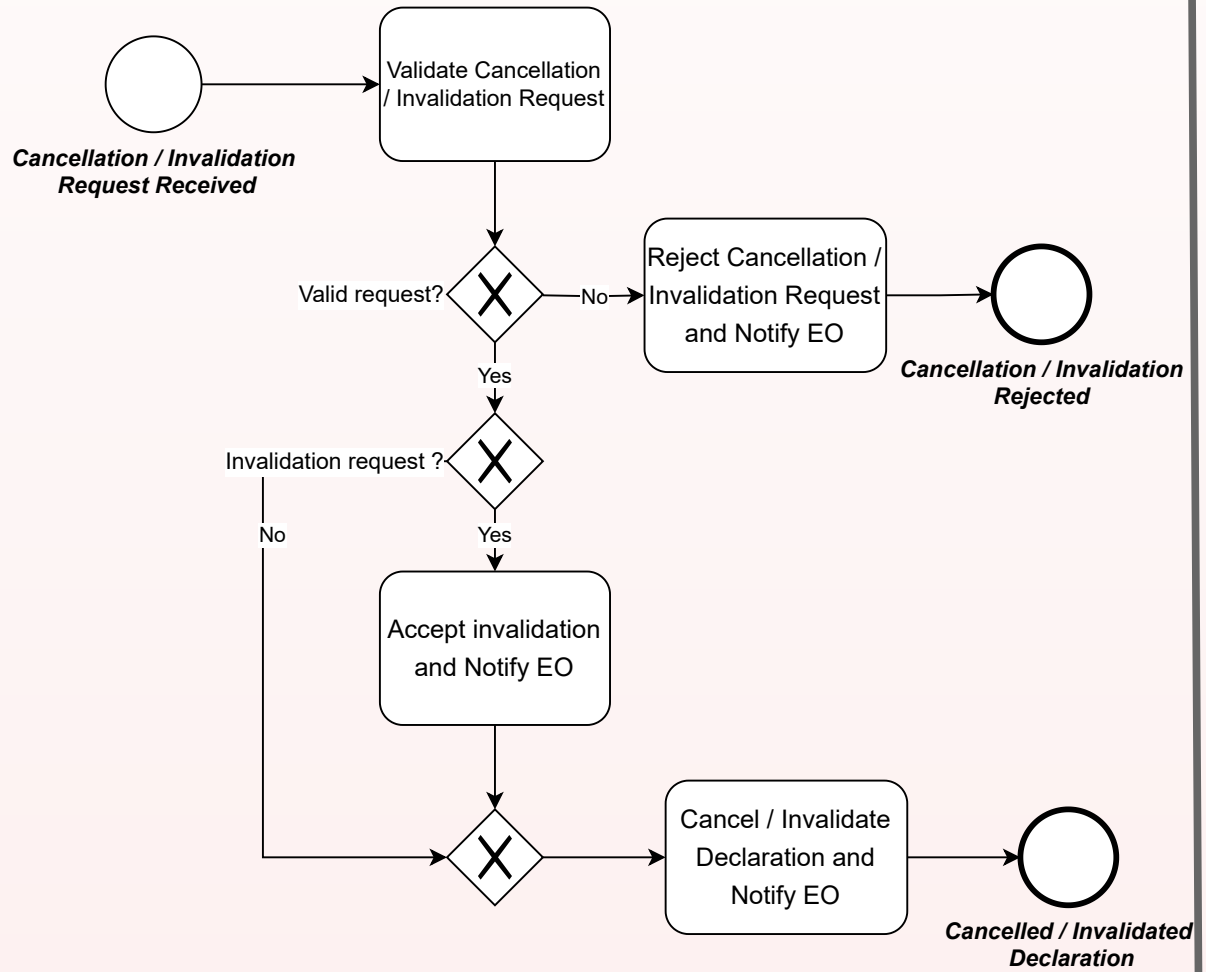 Validate Cancellation
/ Invalidation Request
Cancellation / Invalidation
Request Received
Valid request?
No
Reject Cancellation /
Invalidation Request
and Notify EO
Cancellation / Invalidation
Rejected
Yes
Invalidation request ?
No
Yes
Accept invalidation
and Notify EO
Cancel / Invalidate
Declaration and
Notify EO
Cancelled / Invalidated
Declaration